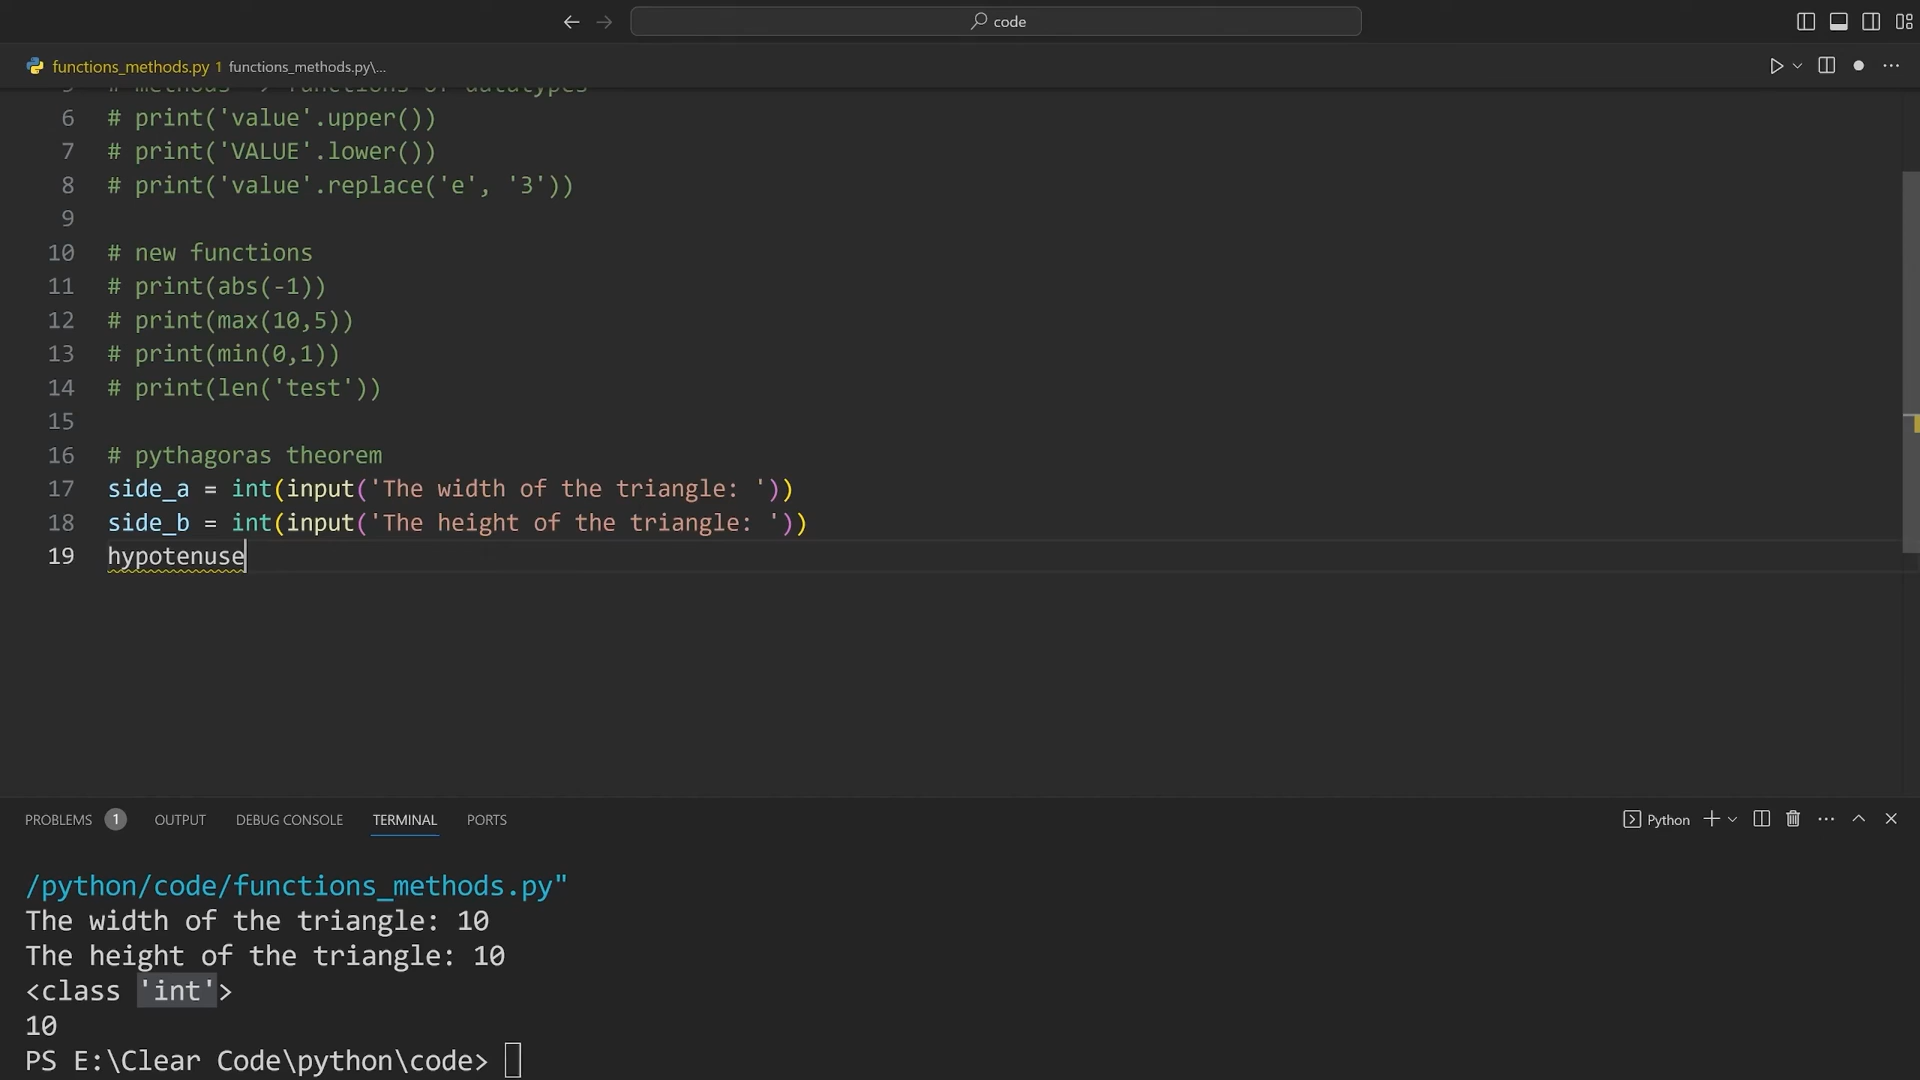 code
functions_methods.py 1 functions_methods.py\...
5 # methods -> functions of datatypes
6 # print('value'.upper())
7 # print('VALUE'.lower())
8 # print('value'.replace('e', '3'))
9
10 # new functions
11 # print(abs(-1))
12 # print(max(10,5))
13 # print(min(0,1))
14 # print(len('test'))
15
16 # pythagoras theorem
17 side_a = int(input('The width of the triangle: '))
18 side_b = int(input('The height of the triangle: '))
19 hypotenuse
PROBLEMS 1 OUTPUT DEBUG CONSOLE TERMINAL PORTS Python
/python/code/functions_methods.py"
The width of the triangle: 10
The height of the triangle: 10
<class 'int'>
10
PS E:\Clear Code\python\code>